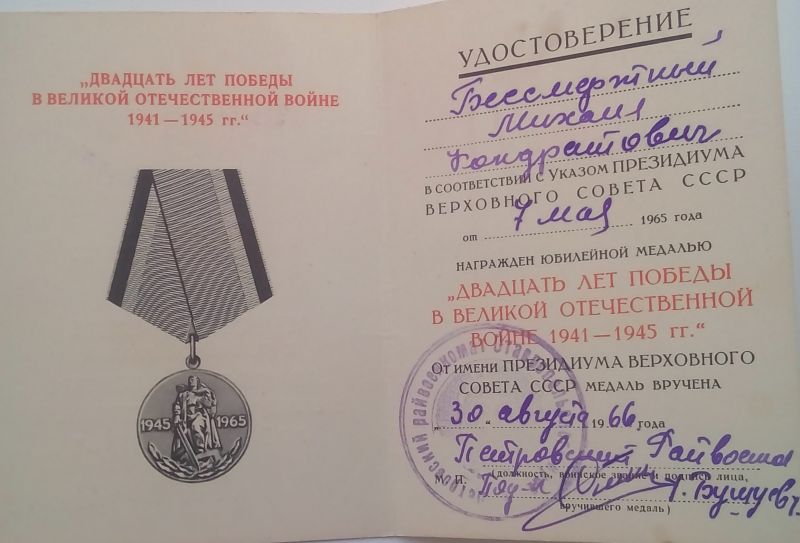 „ДВАДЦАТЬ ЛЕТ ПОБЕДЫ
В ВЕЛИКОЙ ОТЕЧЕСТВЕННОЙ ВОЙНЕ
1941 — 1945 гг.“
1945 1965
УДОСТОВЕРЕНИЕ
Бессмертный
Михаил
Кондратович
В СООТВЕТСТВИИ С УКАЗОМ ПРЕЗИДИУМА
ВЕРХОВНОГО СОВЕТА СССР
от 7 мая 1965 года
НАГРАЖДЕН ЮБИЛЕЙНОЙ МЕДАЛЬЮ
„ДВАДЦАТЬ ЛЕТ ПОБЕДЫ
В ВЕЛИКОЙ ОТЕЧЕСТВЕННОЙ
ВОЙНЕ 1941 — 1945 гг.“
От имени ПРЕЗИДИУМА ВЕРХОВНОГО
СОВЕТА СССР МЕДАЛЬ ВРУЧЕНА
„30“ августа 1966 года
Петровский
М. П. (должность, воинское звание и подпись лица,
вручившего медаль)
райвоенкомат